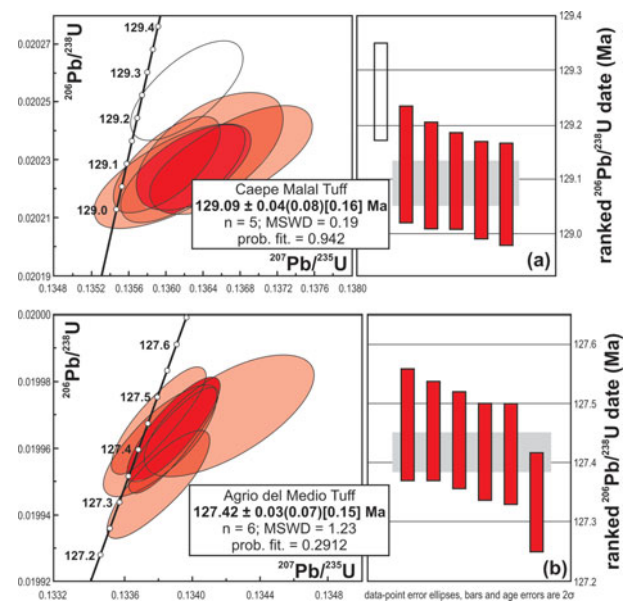 0.02027
0.02025
0.02023
0.02021
0.02019
²⁰⁶Pb/²³⁸U
129.4
129.3
129.2
129.1
129.0
Caepe Malal Tuff
129.09 ± 0.04(0.08)[0.16] Ma
n = 5; MSWD = 0.19
prob. fit. = 0.942
²⁰⁷Pb/²³⁵U
0.1348 0.1352 0.1356 0.1360 0.1364 0.1368 0.1372 0.1376 0.1380
129.4
129.3
129.2
129.1
129.0
(a)
ranked ²⁰⁶Pb/²³⁸U date (Ma)
0.02000
0.01998
0.01996
0.01994
0.01992
²⁰⁶Pb/²³⁸U
127.6
127.5
127.4
127.3
127.2
Agrio del Medio Tuff
127.42 ± 0.03(0.07)[0.15] Ma
n = 6; MSWD = 1.23
prob. fit. = 0.2912
²⁰⁷Pb/²³⁵U
0.1332 0.1336 0.1340 0.1344 0.1348
127.6
127.5
127.4
127.3
127.2
(b)
ranked ²⁰⁶Pb/²³⁸U date (Ma)
data-point error ellipses, bars and age errors are 2σ